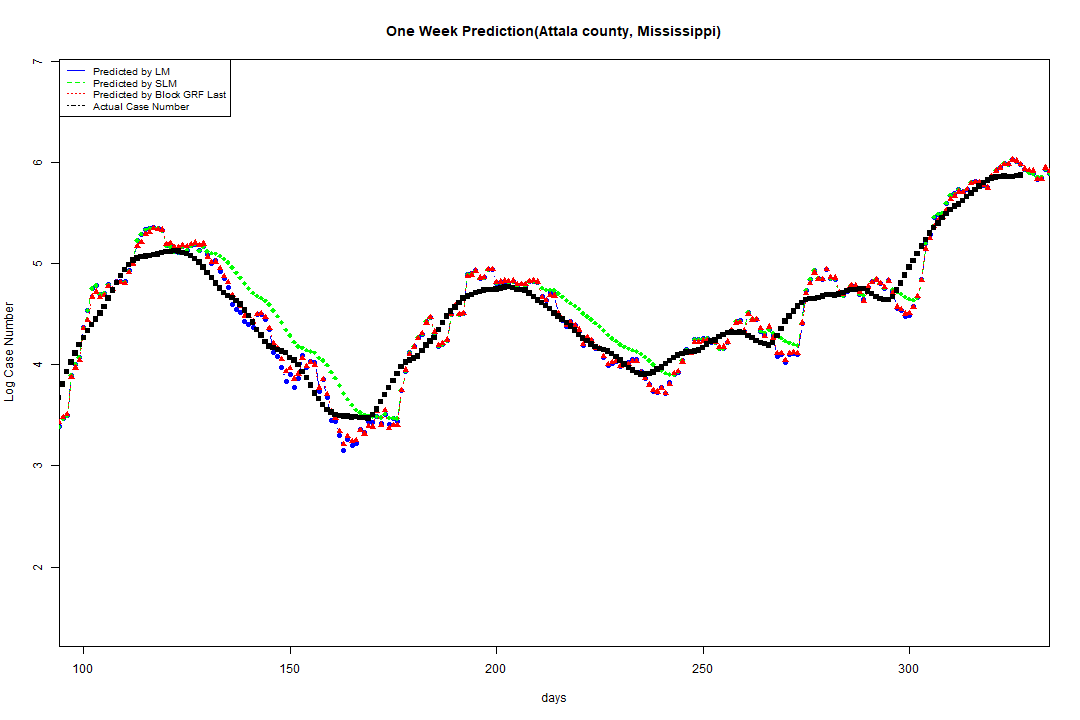 One Week Prediction(Attala county, Mississippi)
Predicted by LM
Predicted by SLM
Predicted by Block GRF Last
Actual Case Number
Log Case Number
7
6
5
4
3
2
100 150 200 250 300
days